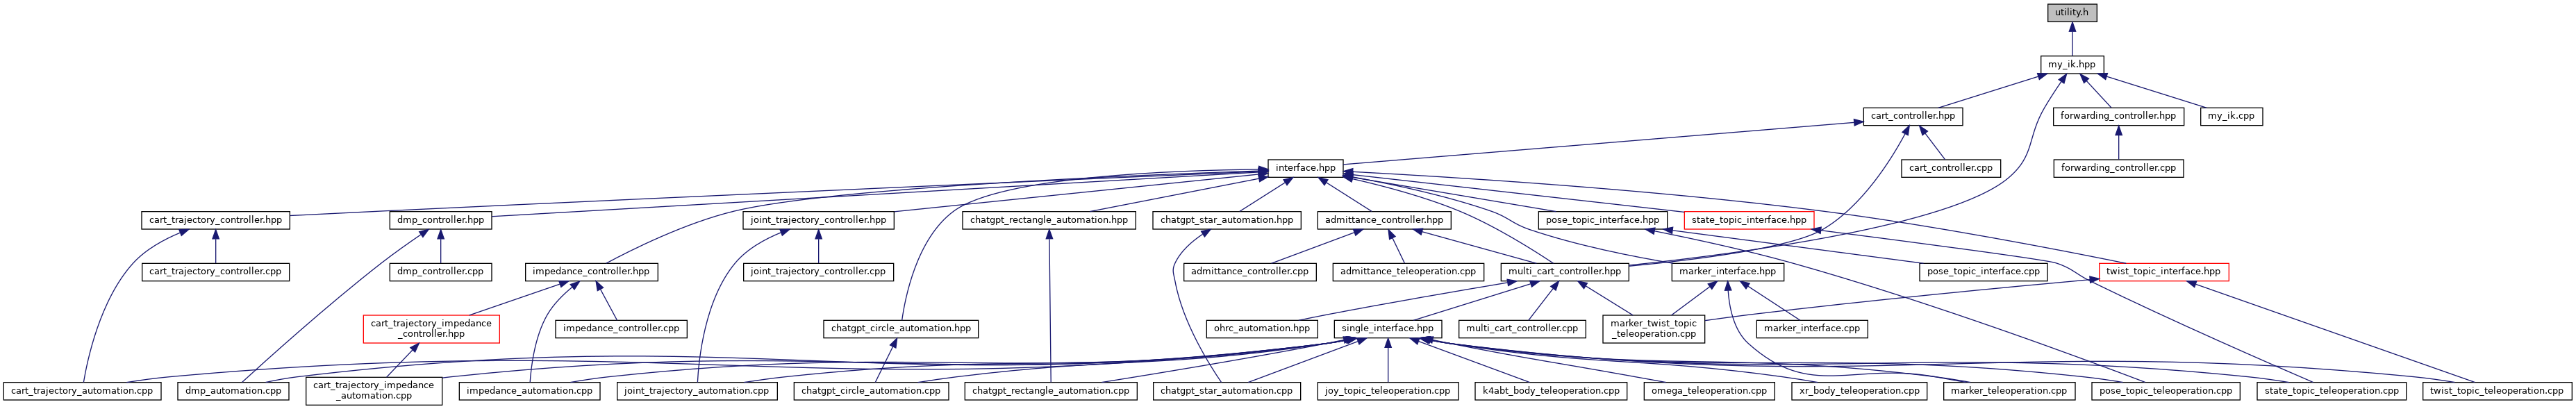 utility.h
my_ik.hpp
cart_controller.hpp
forwarding_controller.hpp
my_ik.cpp
interface.hpp
cart_controller.cpp
forwarding_controller.cpp
cart_trajectory_controller.hpp
dmp_controller.hpp
joint_trajectory_controller.hpp
chatgpt_rectangle_automation.hpp
chatgpt_star_automation.hpp
admittance_controller.hpp
pose_topic_interface.hpp
state_topic_interface.hpp
cart_trajectory_controller.cpp
dmp_controller.cpp
impedance_controller.hpp
joint_trajectory_controller.cpp
admittance_controller.cpp
admittance_teleoperation.cpp
multi_cart_controller.hpp
marker_interface.hpp
pose_topic_interface.cpp
twist_topic_interface.hpp
cart_trajectory_impedance
_controller.hpp
impedance_controller.cpp
chatgpt_circle_automation.hpp
ohrc_automation.hpp
single_interface.hpp
multi_cart_controller.cpp
marker_twist_topic
_teleoperation.cpp
marker_interface.cpp
cart_trajectory_automation.cpp
dmp_automation.cpp
cart_trajectory_impedance
_automation.cpp
impedance_automation.cpp
joint_trajectory_automation.cpp
chatgpt_circle_automation.cpp
chatgpt_rectangle_automation.cpp
chatgpt_star_automation.cpp
joy_topic_teleoperation.cpp
k4abt_body_teleoperation.cpp
omega_teleoperation.cpp
xr_body_teleoperation.cpp
marker_teleoperation.cpp
pose_topic_teleoperation.cpp
state_topic_teleoperation.cpp
twist_topic_teleoperation.cpp